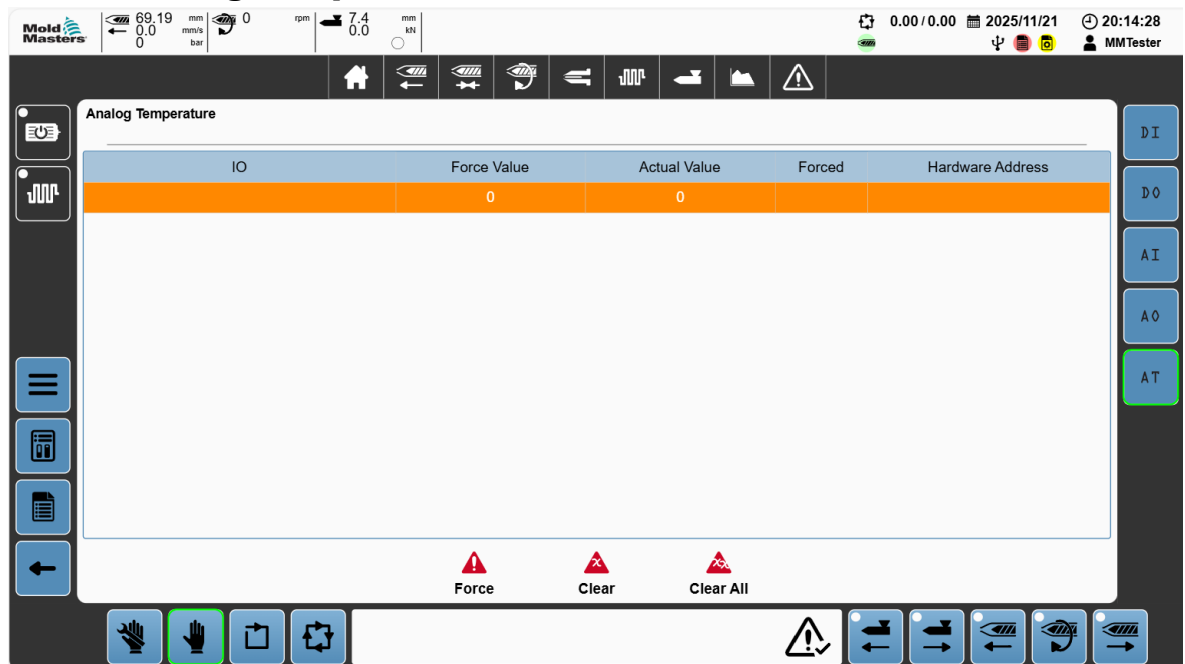 Mold
Masters
69.19 mm
0.0 mm/s
0 bar
0 rpm
7.4 mm
0.0 kN
0.00 / 0.00 2025/11/21 20:14:28
MMTester
Analog Temperature
IO Force Value Actual Value Forced Hardware Address
0 0
DI
DO
AI
AO
AT
Force Clear Clear All